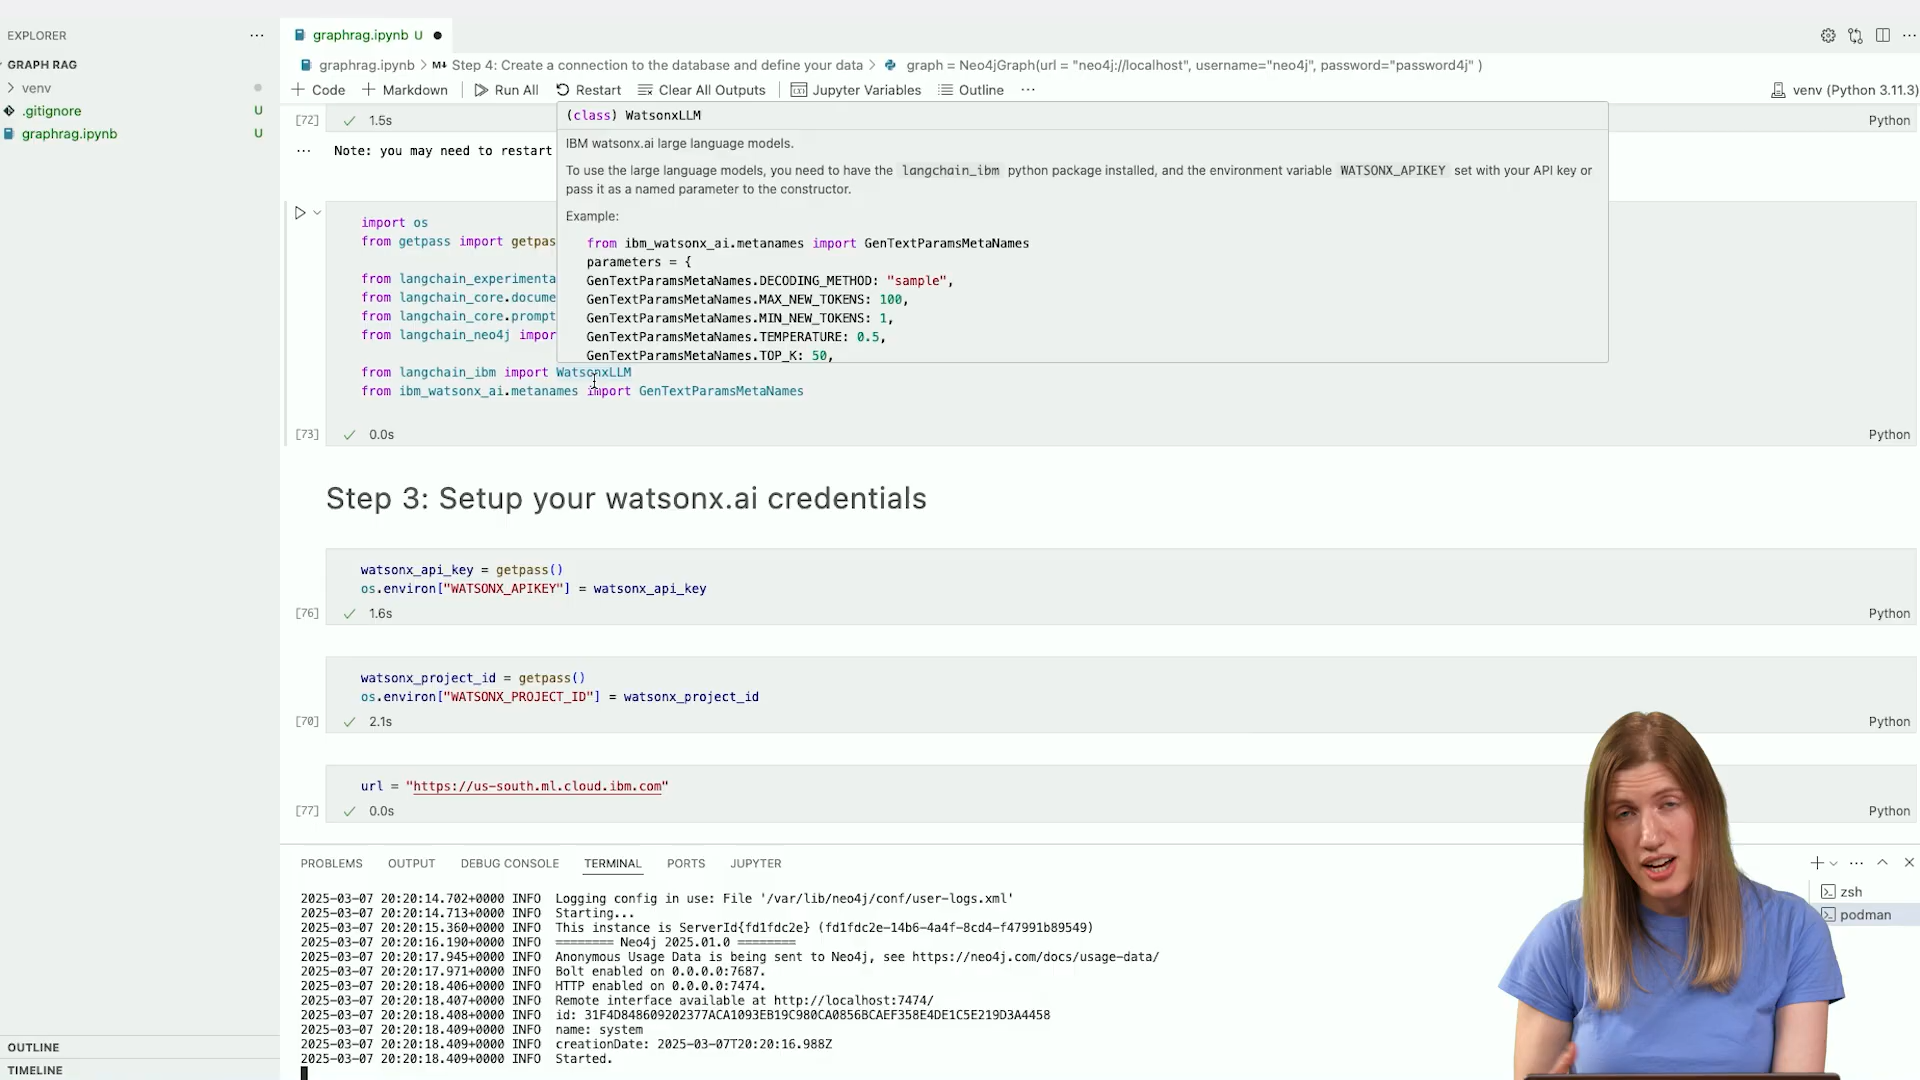 EXPLORER
GRAPH RAG
venv
.gitignore U
graphrag.ipynb U
OUTLINE
TIMELINE
graphrag.ipynb U
graphrag.ipynb > M↓ Step 4: Create a connection to the database and define your data > graph = Neo4jGraph(url = "neo4j://localhost", username="neo4j", password="password4j" )
+ Code + Markdown Run All Restart Clear All Outputs Jupyter Variables Outline ... venv (Python 3.11.3)
[72] ✓ 1.5s Python
... Note: you may need to restart
(class) WatsonxLLM
IBM watsonx.ai large language models.
To use the large language models, you need to have the langchain_ibm python package installed, and the environment variable WATSONX_APIKEY set with your API key or
pass it as a named parameter to the constructor.
Example:
from ibm_watsonx_ai.metanames import GenTextParamsMetaNames
parameters = {
GenTextParamsMetaNames.DECODING_METHOD: "sample",
GenTextParamsMetaNames.MAX_NEW_TOKENS: 100,
GenTextParamsMetaNames.MIN_NEW_TOKENS: 1,
GenTextParamsMetaNames.TEMPERATURE: 0.5,
GenTextParamsMetaNames.TOP_K: 50,
import os
from getpass import getpas
from langchain_experimenta
from langchain_core.docume
from langchain_core.prompt
from langchain_neo4j impor
from langchain_ibm import WatsonxLLM
from ibm_watsonx_ai.metanames import GenTextParamsMetaNames
[73] ✓ 0.0s Python
Step 3: Setup your watsonx.ai credentials
watsonx_api_key = getpass()
os.environ["WATSONX_APIKEY"] = watsonx_api_key
[76] ✓ 1.6s Python
watsonx_project_id = getpass()
os.environ["WATSONX_PROJECT_ID"] = watsonx_project_id
[70] ✓ 2.1s Python
url = "https://us-south.ml.cloud.ibm.com"
[77] ✓ 0.0s Python
PROBLEMS OUTPUT DEBUG CONSOLE TERMINAL PORTS JUPYTER
zsh
podman
2025-03-07 20:20:14.702+0000 INFO Logging config in use: File '/var/lib/neo4j/conf/user-logs.xml'
2025-03-07 20:20:14.713+0000 INFO Starting...
2025-03-07 20:20:15.360+0000 INFO This instance is ServerId{fd1fdc2e} (fd1fdc2e-14b6-4a4f-8cd4-f47991b89549)
2025-03-07 20:20:16.190+0000 INFO ======== Neo4j 2025.01.0 ========
2025-03-07 20:20:17.945+0000 INFO Anonymous Usage Data is being sent to Neo4j, see https://neo4j.com/docs/usage-data/
2025-03-07 20:20:17.971+0000 INFO Bolt enabled on 0.0.0.0:7687.
2025-03-07 20:20:18.406+0000 INFO HTTP enabled on 0.0.0.0:7474.
2025-03-07 20:20:18.407+0000 INFO Remote interface available at http://localhost:7474/
2025-03-07 20:20:18.408+0000 INFO id: 31F4D848609202377ACA1093EB19C980CA0856BCAEF358E4DE1C5E219D3A4458
2025-03-07 20:20:18.409+0000 INFO name: system
2025-03-07 20:20:18.409+0000 INFO creationDate: 2025-03-07T20:20:16.988Z
2025-03-07 20:20:18.409+0000 INFO Started.